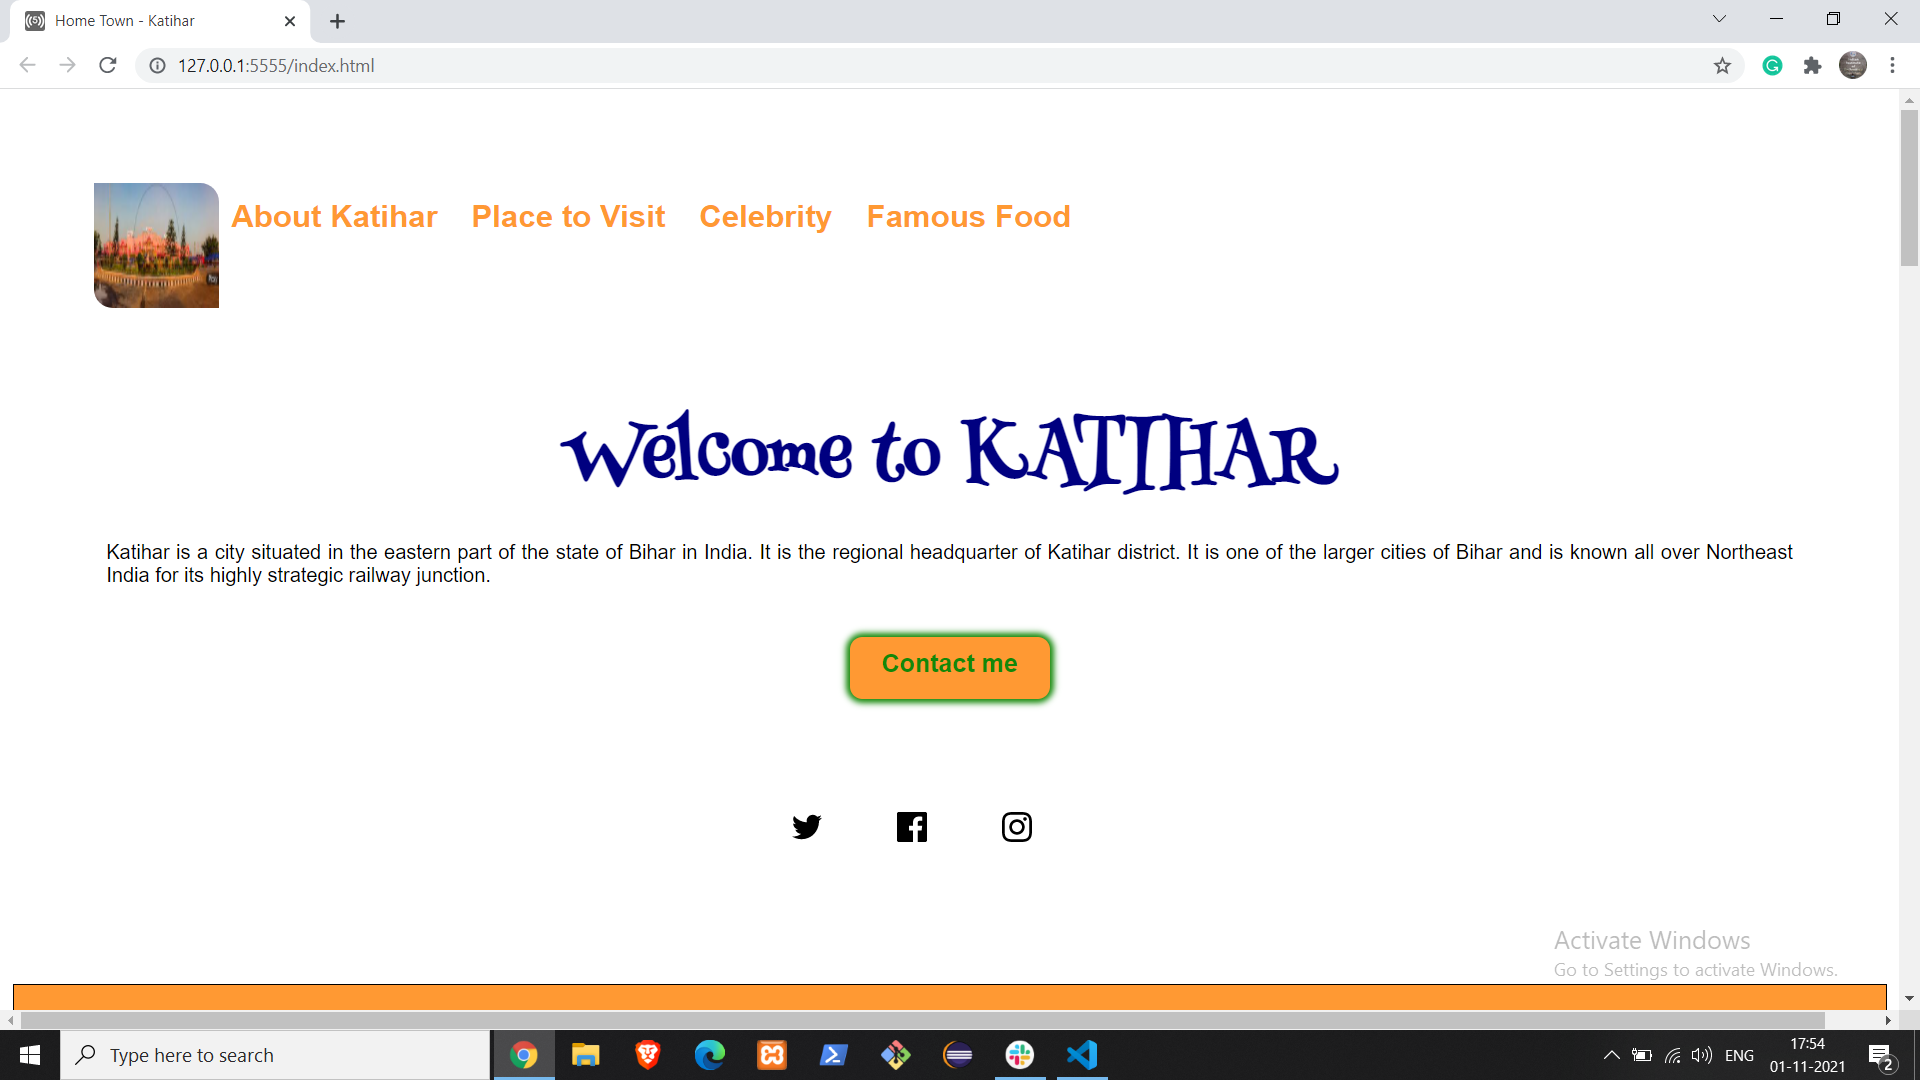 Home Town - Katihar
127.0.0.1:5555/index.html
About Katihar Place to Visit Celebrity Famous Food
Welcome to KATIHAR
Katihar is a city situated in the eastern part of the state of Bihar in India. It is the regional headquarter of Katihar district. It is one of the larger cities of Bihar and is known all over Northeast
India for its highly strategic railway junction.
Contact me
Activate Windows
Go to Settings to activate Windows.
Type here to search
ENG
17:54
01-11-2021
2